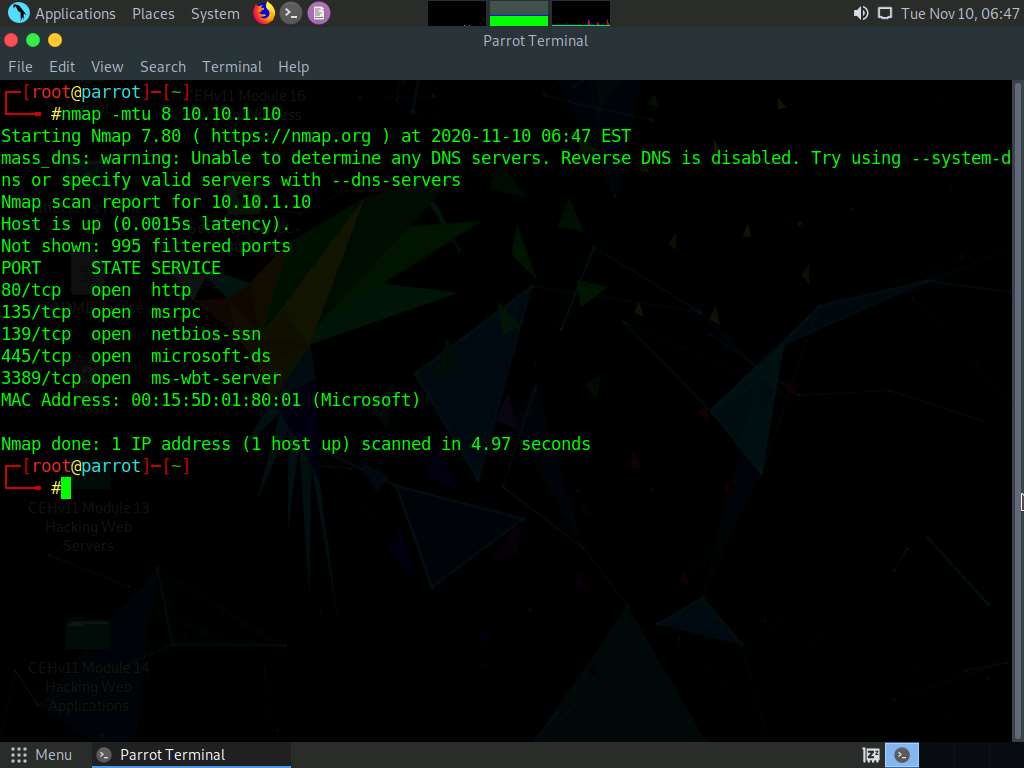 Applications Places System
Tue Nov 10, 06:47
Parrot Terminal
File Edit View Search Terminal Help
[root@parrot]─[~]
#nmap -mtu 8 10.10.1.10
Starting Nmap 7.80 ( https://nmap.org ) at 2020-11-10 06:47 EST
mass_dns: warning: Unable to determine any DNS servers. Reverse DNS is disabled. Try using --system-d
ns or specify valid servers with --dns-servers
Nmap scan report for 10.10.1.10
Host is up (0.0015s latency).
Not shown: 995 filtered ports
PORT     STATE SERVICE
80/tcp   open  http
135/tcp  open  msrpc
139/tcp  open  netbios-ssn
445/tcp  open  microsoft-ds
3389/tcp open  ms-wbt-server
MAC Address: 00:15:5D:01:80:01 (Microsoft)
Nmap done: 1 IP address (1 host up) scanned in 4.97 seconds
[root@parrot]─[~]
#
CEHv11 Module 13
Hacking Web
Servers
CEHv11 Module 14
Hacking Web
Applications
Menu
Parrot Terminal